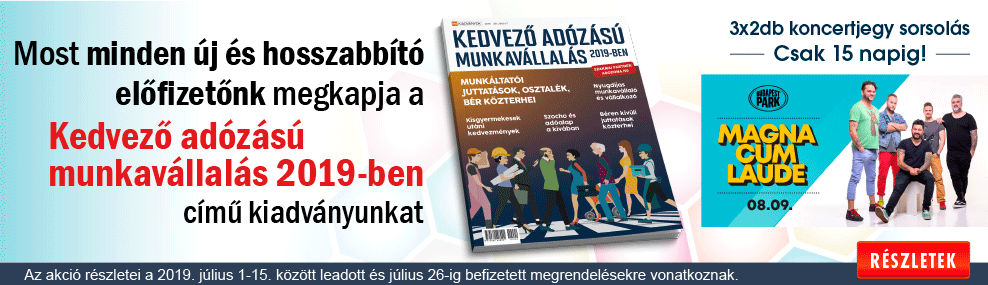 Most minden új és hosszabbító
előfizetőnk megkapja a
Kedvező adózású
munkavállalás 2019-ben
című kiadványunkat
KEDVEZŐ ADÓZÁSÚ
MUNKAVÁLLALÁS 2019-BEN
MUNKÁLTATÓI
JUTTATÁSOK, OSZTALÉK,
BÉR KÖZTERHEI
Nyugdíjas
munkavállaló
és vállalkozó
Kisgyermekesek
utáni
kedvezmények
Szocho és
adóalap
a kivában
Béren kívüli
juttatások
közterhei
3x2db koncertjegy sorsolás
Csak 15 napig!
BUDAPEST
PARK
MAGNA
CUM
LAUDE
08.09.
Az akció részletei a 2019. július 1-15. között leadott és július 26-ig befizetett megrendelésekre vonatkoznak.
RÉSZLETEK